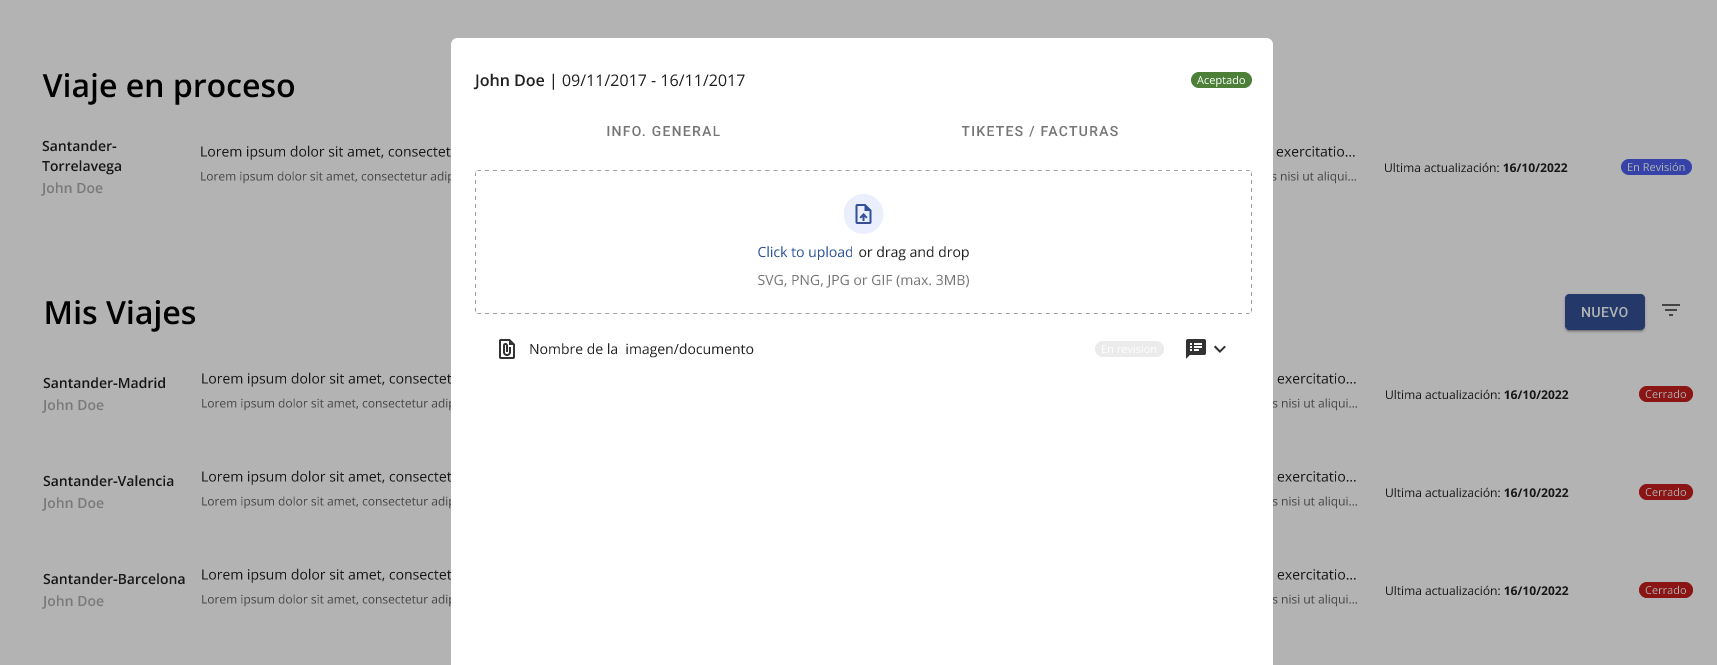 Viaje en proceso
Santander-
Torrelavega
John Doe
Lorem ipsum dolor sit amet, consectet
Lorem ipsum dolor sit amet, consectetur adip
exercitatio...
s nisi ut aliqui...
Ultima actualización: 16/10/2022
En Revisión
John Doe | 09/11/2017 - 16/11/2017
Aceptado
INFO. GENERAL
TIKETES / FACTURAS
Click to upload or drag and drop
SVG, PNG, JPG or GIF (max. 3MB)
Nombre de la imagen/documento
En revisión
Mis Viajes
NUEVO
Santander-Madrid
John Doe
Lorem ipsum dolor sit amet, consectet
Lorem ipsum dolor sit amet, consectetur adip
exercitatio...
s nisi ut aliqui...
Ultima actualización: 16/10/2022
Cerrado
Santander-Valencia
John Doe
Lorem ipsum dolor sit amet, consectet
Lorem ipsum dolor sit amet, consectetur adip
exercitatio...
s nisi ut aliqui...
Ultima actualización: 16/10/2022
Cerrado
Santander-Barcelona
John Doe
Lorem ipsum dolor sit amet, consectet
Lorem ipsum dolor sit amet, consectetur adip
exercitatio...
s nisi ut aliqui...
Ultima actualización: 16/10/2022
Cerrado